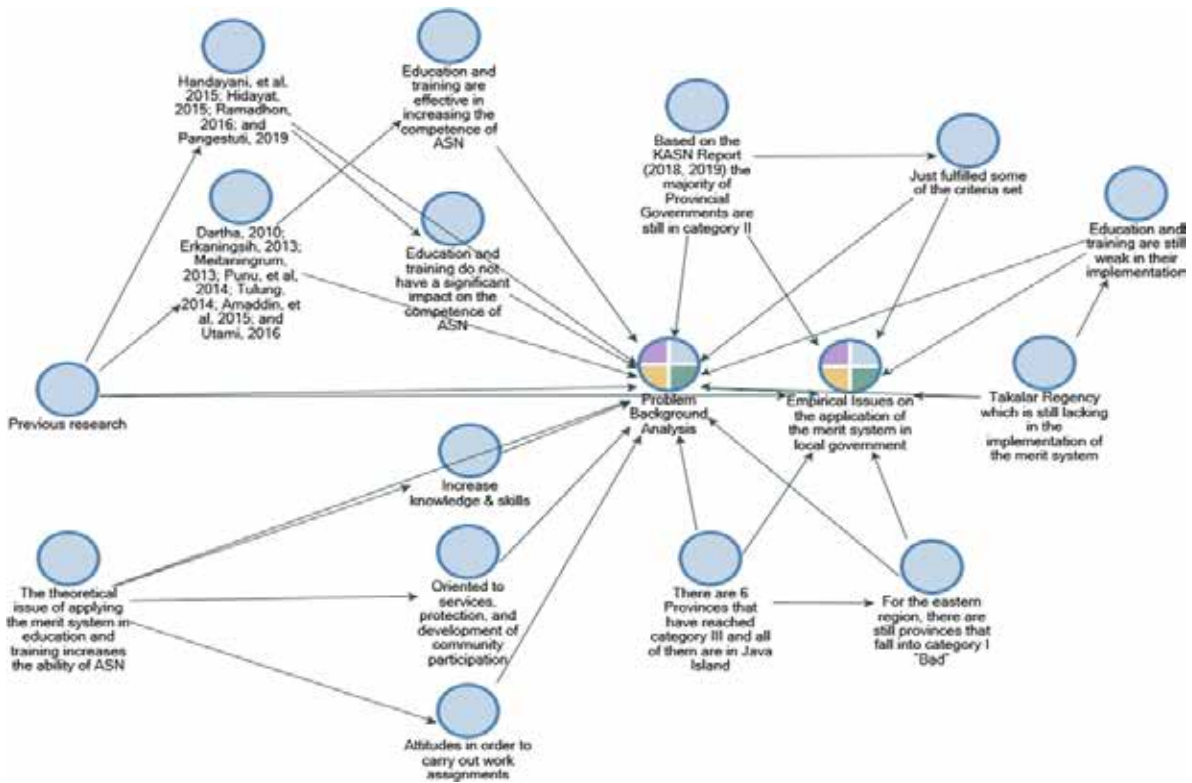 Handayani, et al,
2015; Hidayat,
2015; Ramadhon,
2016; and
Pangestuti, 2019
Education and
training are
effective in
increasing the
competence of
ASN
Based on the
KASN Report
(2018, 2019) the
majority of
Provincial
Governments are
still in category II
Just fulfilled some
of the criteria set
Education and
training are still
weak in their
implementation
Dartha, 2010;
Erkaningsih, 2013;
Meitaningrum,
2013; Punu, et al,
2014; Tulung,
2014; Amaddin, et
al, 2015; and
Utami, 2016
Education and
training do not
have a significant
impact on the
competence of
ASN
Previous research
Problem
Background
Analysis
Empirical Issues on
the application of
the merit system in
local government
Takalar Regency
which is still lacking
in the
implementation of
the merit system
Increase
knowledge & skills
The theoretical
issue of applying
the merit system in
education and
training increases
the ability of ASN
Oriented to
services,
protection, and
development of
community
participation
There are 6
Provinces that
have reached
category III and all
of them are in Java
Island
For the eastern
region, there are
still provinces that
fall into category I
"Bad"
Attitudes in order to
carry out work
assignments